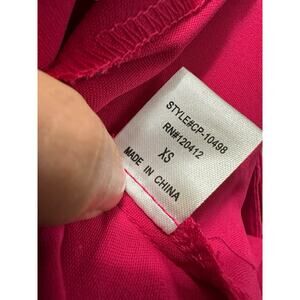 STYLE#CP-10498
RN#120412
XS
MADE IN CHINA